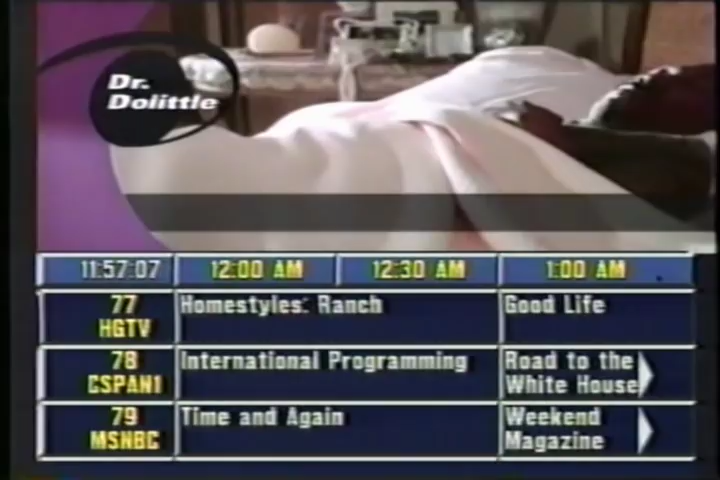 Dr.
Dolittle
11:57:07 12:00 AM 12:30 AM 1:00 AM
77
HGTV
Homestyles: Ranch
Good Life
78
CSPAN1
International Programming
Road to the
White House
79
MSNBC
Time and Again
Weekend
Magazine